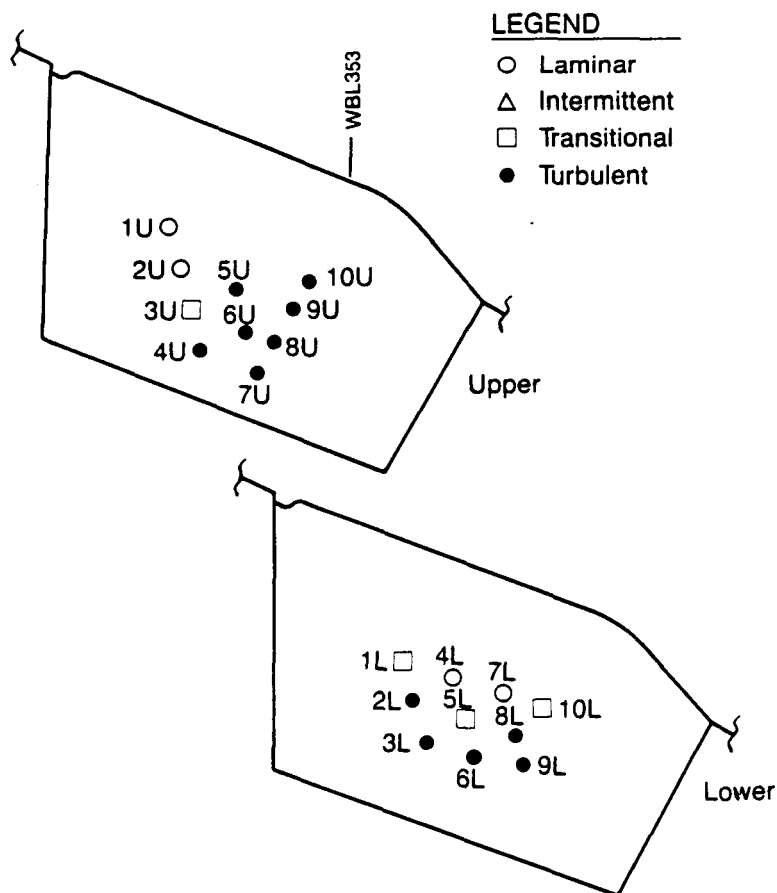 LEGEND
Laminar
Intermittent
Transitional
Turbulent
WBL353
1U
2U
5U
10U
3U
6U
9U
4U
8U
7U
Upper
1L
4L
7L
2L
5L
8L
10L
3L
6L
9L
Lower